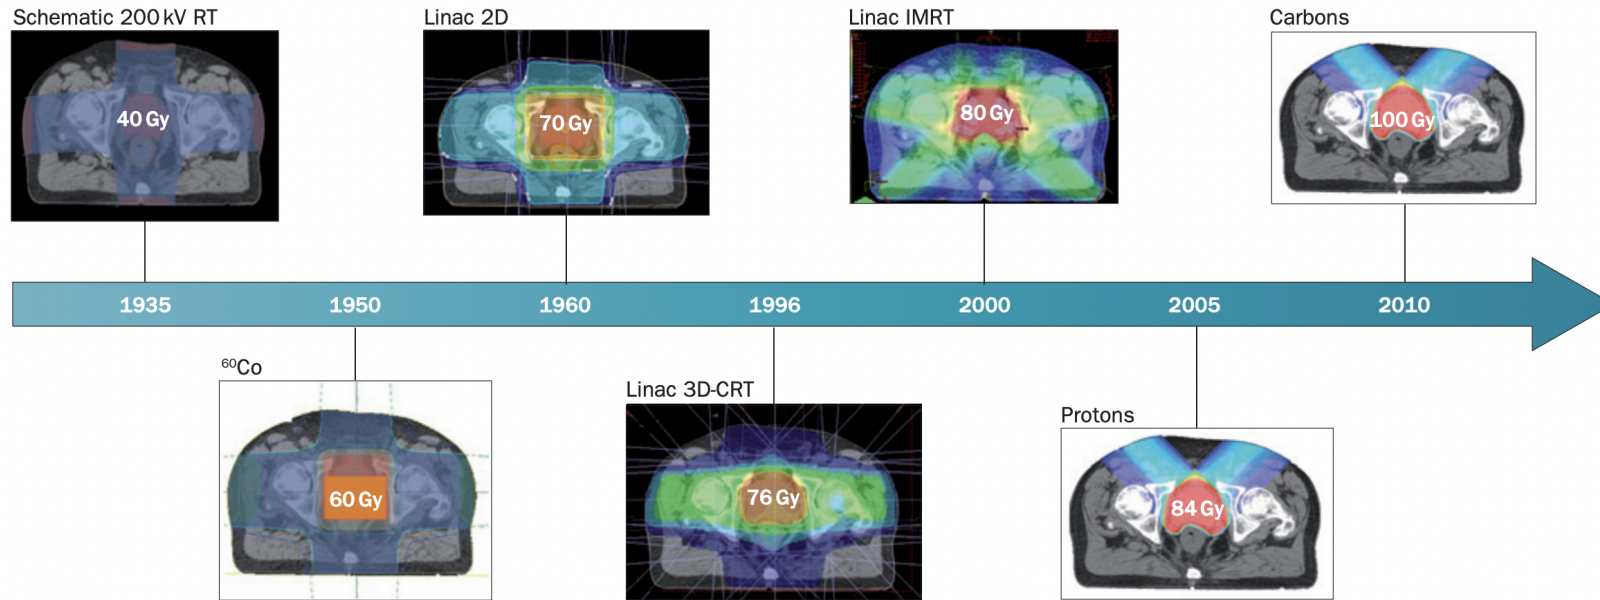 Schematic 200 kV RT
40 Gy
Linac 2D
70 Gy
Linac IMRT
80 Gy
Carbons
100 Gy
1935
1950
1960
1996
2000
2005
2010
⁶⁰Co
60 Gy
Linac 3D-CRT
76 Gy
Protons
84 Gy